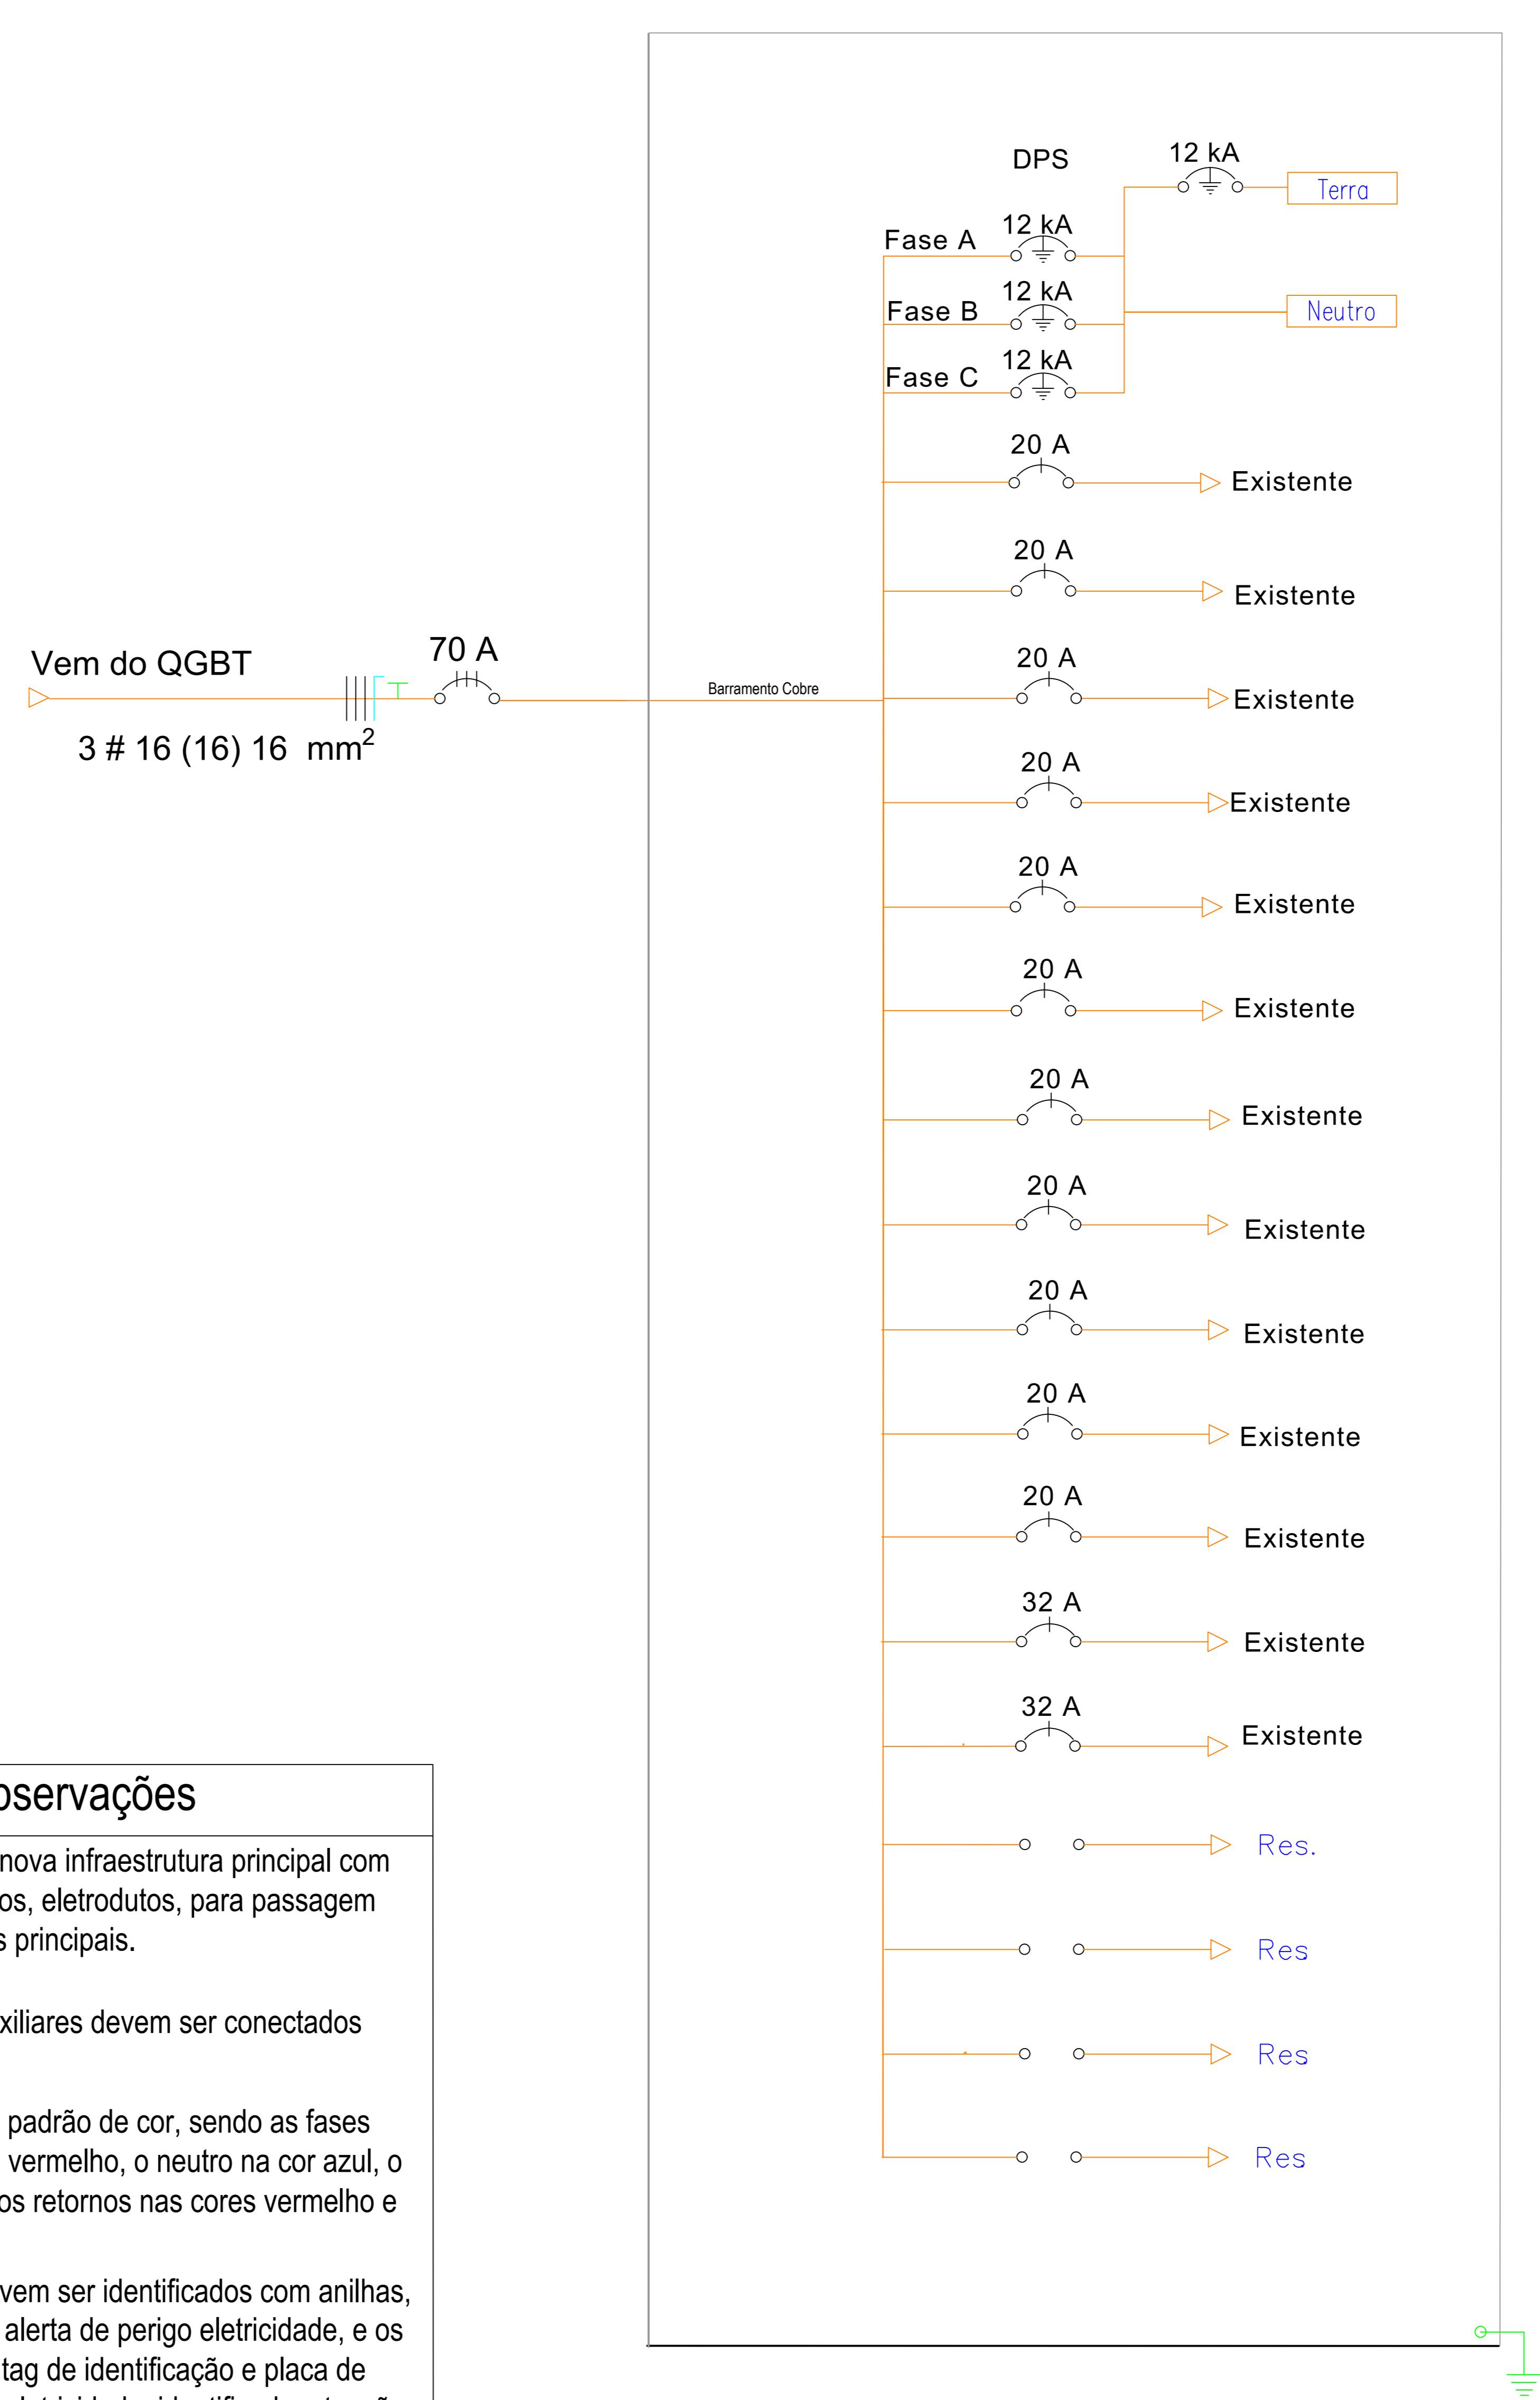 DPS
12 kA
Terra
12 kA
Fase A
12 kA
Fase B
Neutro
12 kA
Fase C
20 A
Existente
20 A
Existente
Vem do QGBT
70 A
Barramento Cobre
3 # 16 (16) 16 mm²
20 A
Existente
20 A
Existente
20 A
Existente
20 A
Existente
20 A
Existente
20 A
Existente
20 A
Existente
20 A
Existente
20 A
Existente
32 A
Existente
32 A
Existente
Res.
Res
Res
Res
bservações
nova infraestrutura principal com
os, eletrodutos, para passagem
s principais.
xiliares devem ser conectados
padrão de cor, sendo as fases
vermelho, o neutro na cor azul, o
os retornos nas cores vermelho e
vem ser identificados com anilhas,
alerta de perigo eletricidade, e os
tag de identificação e placa de